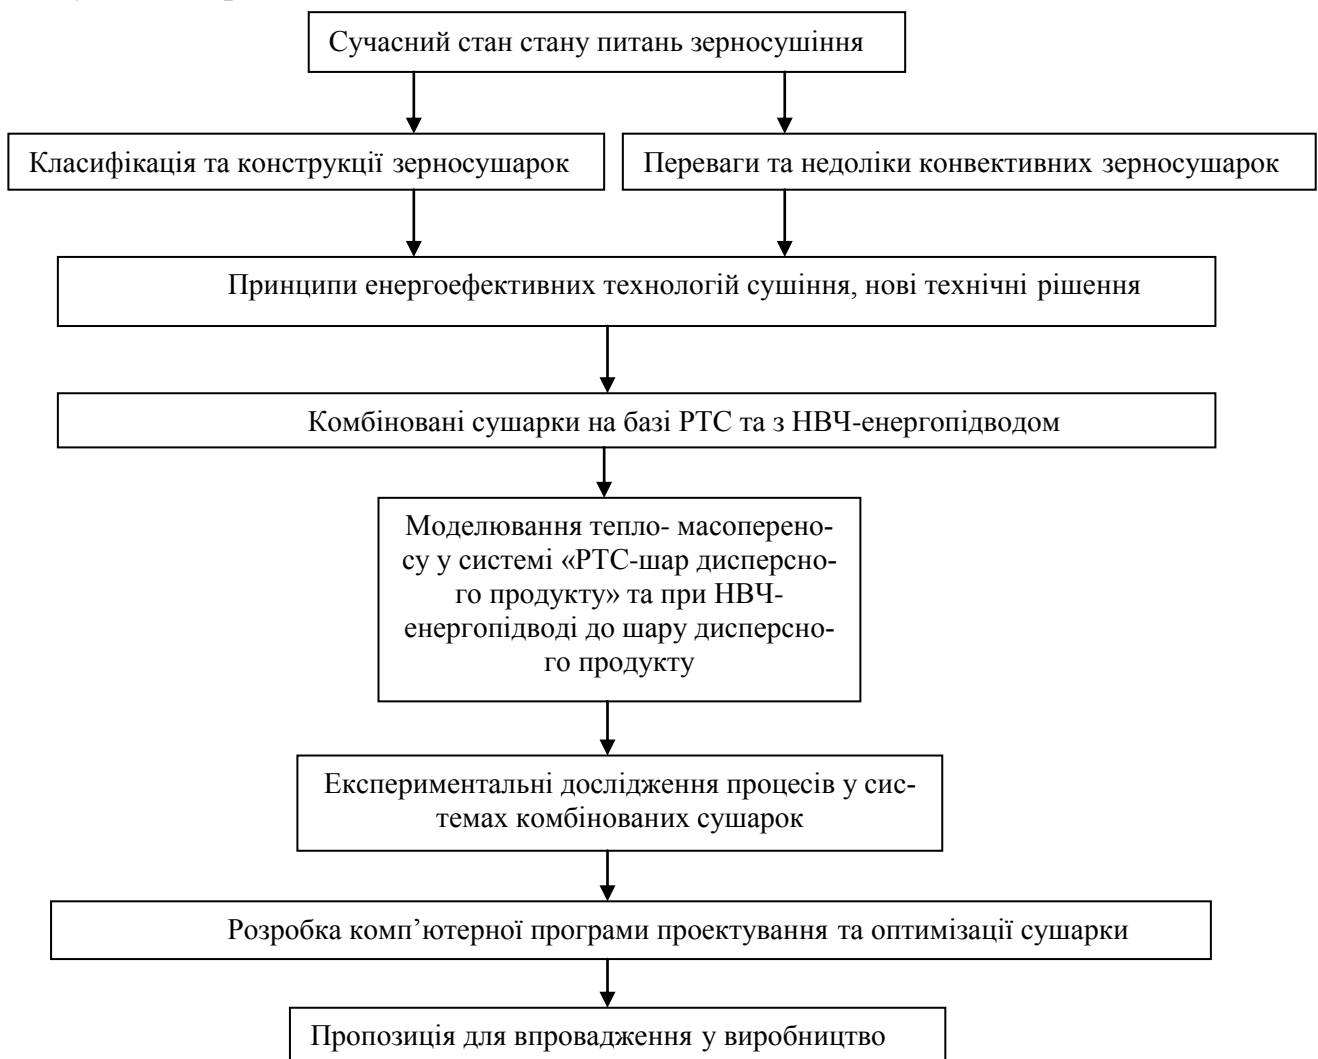 Сучасний стан стану питань зерносушіння
Класифікація та конструкції зерносушарок
Переваги та недоліки конвективних зерносушарок
Принципи енергоефективних технологій сушіння, нові технічні рішення
Комбіновані сушарки на базі РТС та з НВЧ-енергопідводом
Моделювання тепло- масоперено-
су у системі «РТС-шар дисперсно-
го продукту» та при НВЧ-
енергопідводі до шару дисперсно-
го продукту
Експериментальні дослідження процесів у сис-
темах комбінованих сушарок
Розробка комп’ютерної програми проектування та оптимізації сушарки
Пропозиція для впровадження у виробництво